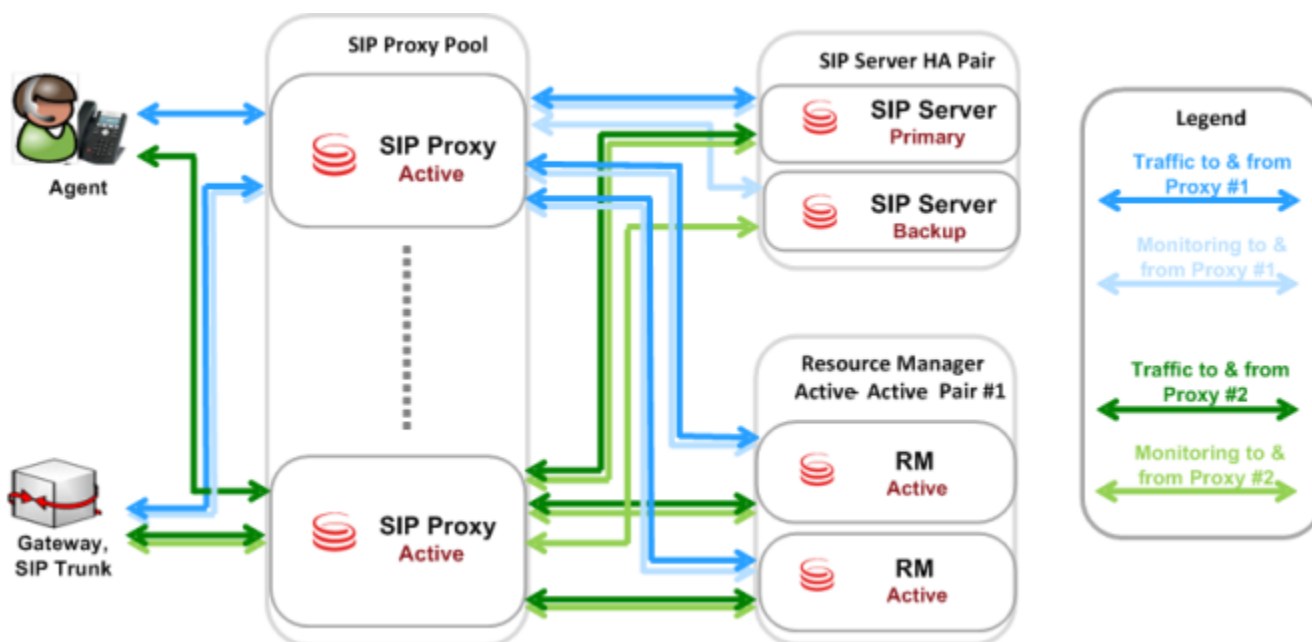 SIP Proxy Pool
SIP Proxy
Active
SIP Proxy
Active
Agent
Gateway,
SIP Trunk
SIP Server HA Pair
SIP Server
Primary
SIP Server
Backup
Resource Manager
Active- Active Pair #1
RM
Active
RM
Active
Legend
Traffic to & from
Proxy #1
Monitoring to &
from Proxy #1
Traffic to & from
Proxy #2
Monitoring to &
from Proxy #2